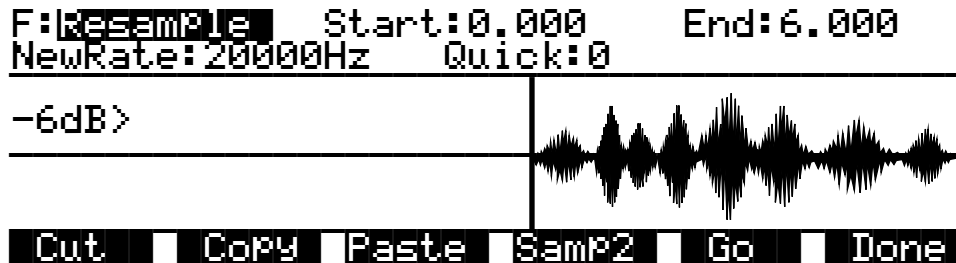 F:Resample Start:0.000 End:6.000
NewRate:20000Hz Quick:0
-6dB>
Cut Copy Paste Samp2 Go Done